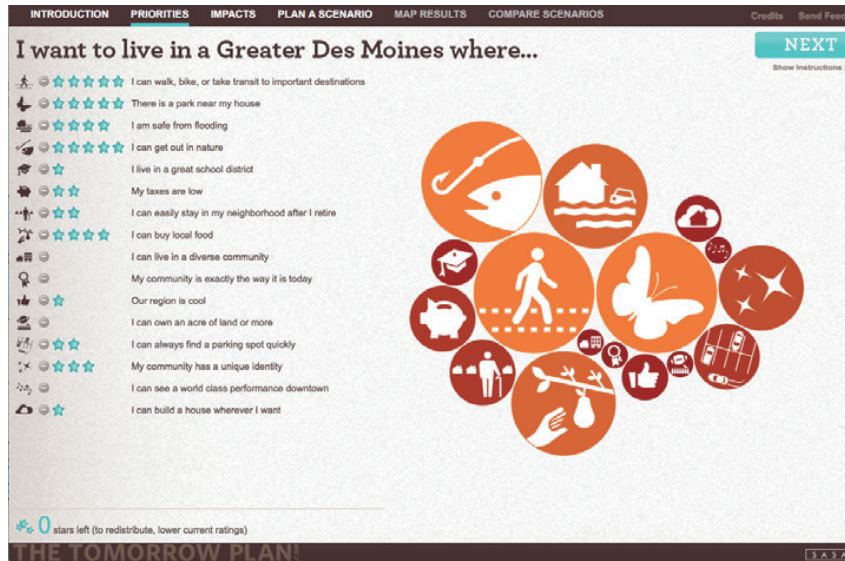 INTRODUCTION PRIORITIES IMPACTS PLAN A SCENARIO MAP RESULTS COMPARE SCENARIOS Credits Send Feed
I want to live in a Greater Des Moines where...
NEXT
Show Instructions
I can walk, bike, or take transit to important destinations
There is a park near my house
I am safe from flooding
I can get out in nature
I live in a great school district
My taxes are low
I can easily stay in my neighborhood after I retire
I can buy local food
I can live in a diverse community
My community is exactly the way it is today
Our region is cool
I can own an acre of land or more
I can always find a parking spot quickly
My community has a unique identity
I can see a world class performance downtown
I can build a house wherever I want
0 stars left (to redistribute, lower current ratings)
THE TOMORROW PLAN .COM
SASA